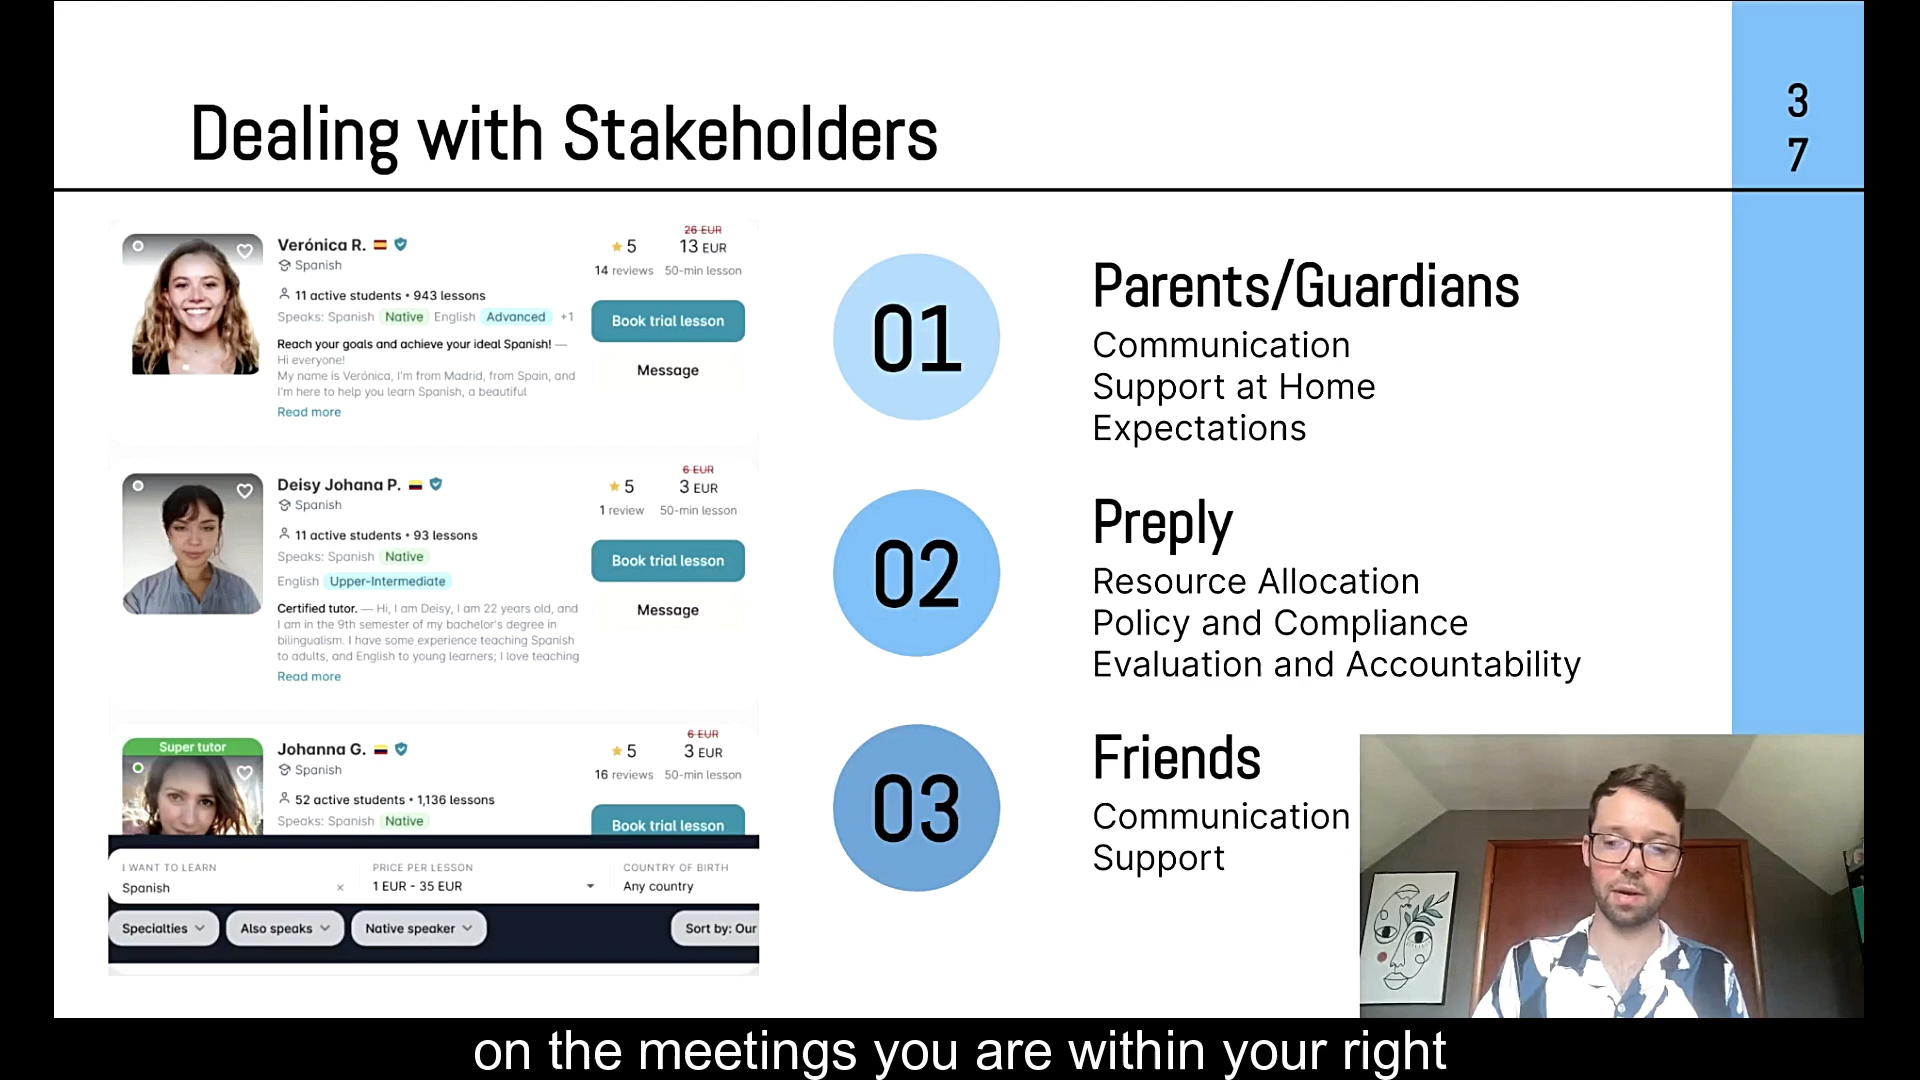 Dealing with Stakeholders
3
7
Verónica R.
Spanish
11 active students • 943 lessons
Speaks: Spanish Native English Advanced +1
Reach your goals and achieve your ideal Spanish! —
Hi everyone!
My name is Verónica, I'm from Madrid, from Spain, and
I'm here to help you learn Spanish, a beautiful
Read more
5
14 reviews
26 EUR
13 EUR
50-min lesson
Book trial lesson
Message
Deisy Johana P.
Spanish
11 active students • 93 lessons
Speaks: Spanish Native
English Upper-Intermediate
Certified tutor. — Hi, I am Deisy, I am 22 years old, and
I am in the 9th semester of my bachelor's degree in
bilingualism. I have some experience teaching Spanish
to adults, and English to young learners; I love teaching
Read more
5
1 review
6 EUR
3 EUR
50-min lesson
Book trial lesson
Message
Super tutor
Johanna G.
Spanish
52 active students • 1,136 lessons
Speaks: Spanish Native
5
16 reviews
6 EUR
3 EUR
50-min lesson
Book trial lesson
I WANT TO LEARN
Spanish ×
PRICE PER LESSON
1 EUR - 35 EUR
COUNTRY OF BIRTH
Any country
Specialties
Also speaks
Native speaker
Sort by: Our
01
Parents/Guardians
Communication
Support at Home
Expectations
02
Preply
Resource Allocation
Policy and Compliance
Evaluation and Accountability
03
Friends
Communication
Support
on the meetings you are within your right